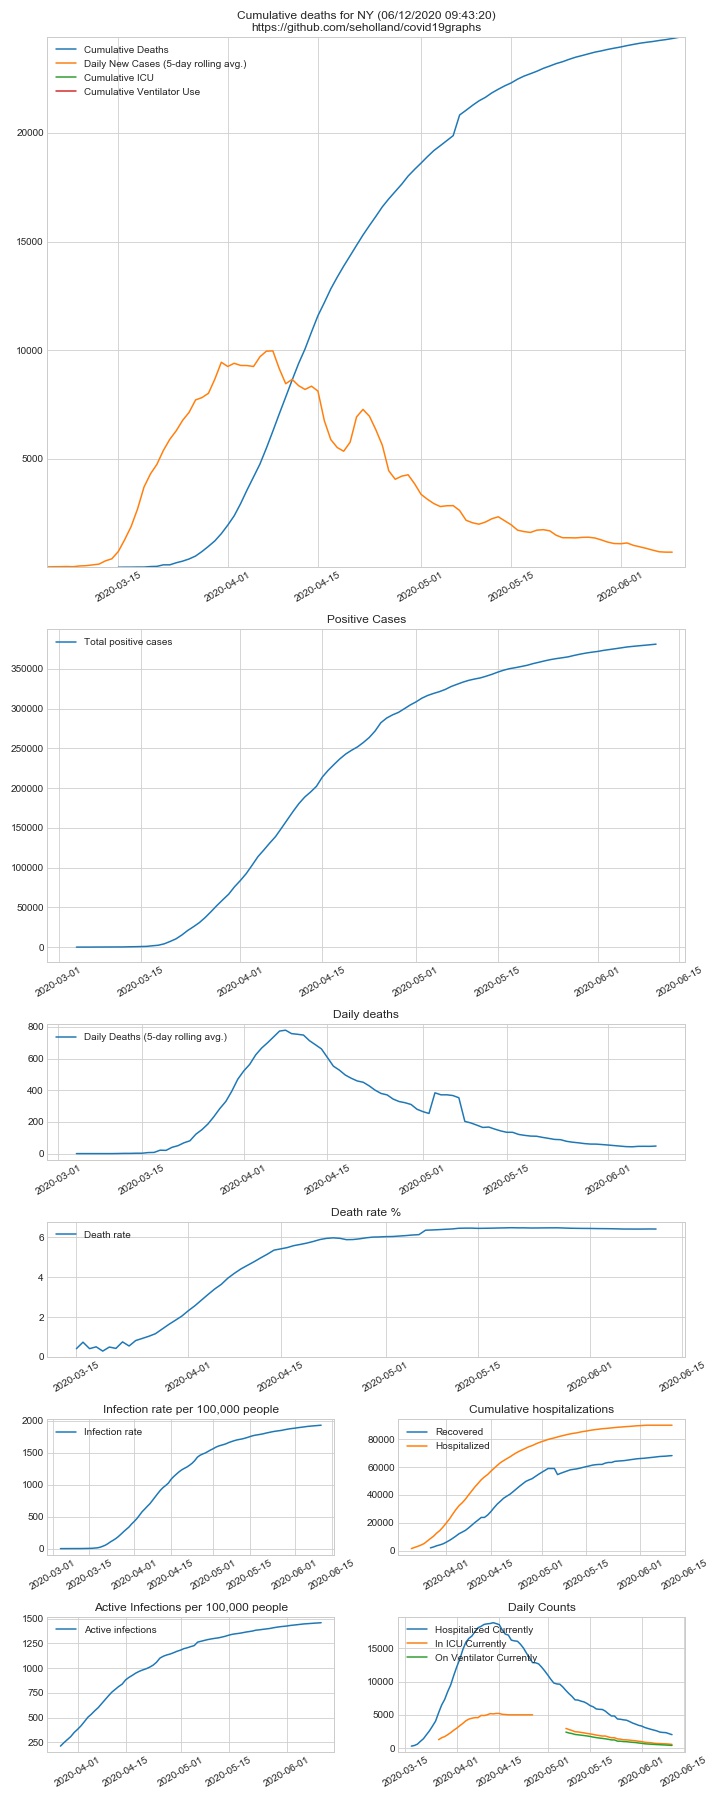 Cumulative deaths for NY (06/12/2020 09:43:20)
https://github.com/seholland/covid19graphs
Cumulative Deaths
Daily New Cases (5-day rolling avg.)
Cumulative ICU
Cumulative Ventilator Use
20000
15000
10000
5000
2020-03-15 2020-04-01 2020-04-15 2020-05-01 2020-05-15 2020-06-01
Positive Cases
Total positive cases
350000
300000
250000
200000
150000
100000
50000
0
2020-03-01 2020-03-15 2020-04-01 2020-04-15 2020-05-01 2020-05-15 2020-06-01 2020-06-15
Daily deaths
Daily Deaths (5-day rolling avg.)
800
600
400
200
0
2020-03-01 2020-03-15 2020-04-01 2020-04-15 2020-05-01 2020-05-15 2020-06-01
Death rate %
Death rate
6
4
2
0
2020-03-15 2020-04-01 2020-04-15 2020-05-01 2020-05-15 2020-06-01 2020-06-15
Infection rate per 100,000 people
Infection rate
2000
1500
1000
500
0
2020-03-01 2020-03-15 2020-04-01 2020-04-15 2020-05-01 2020-05-15 2020-06-01 2020-06-15
Cumulative hospitalizations
Recovered
Hospitalized
80000
60000
40000
20000
0
2020-04-01 2020-04-15 2020-05-01 2020-05-15 2020-06-01 2020-06-15
Active Infections per 100,000 people
Active infections
1500
1250
1000
750
500
250
2020-04-01 2020-04-15 2020-05-01 2020-05-15 2020-06-01
Daily Counts
Hospitalized Currently
In ICU Currently
On Ventilator Currently
15000
10000
5000
0
2020-03-15 2020-04-01 2020-04-15 2020-05-01 2020-05-15 2020-06-01 2020-06-15